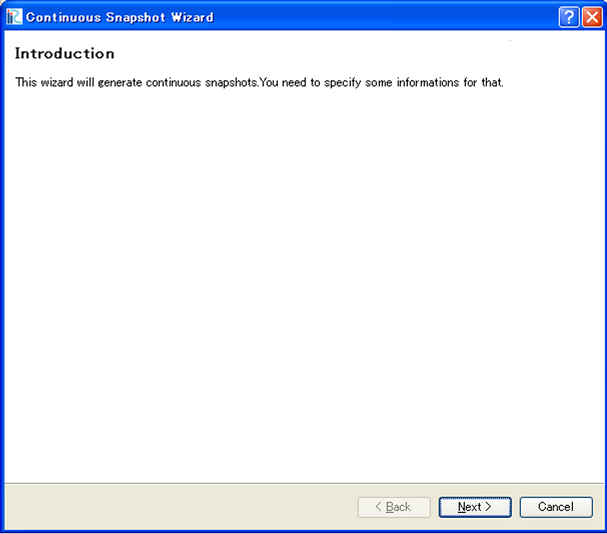 Continuous Snapshot Wizard
Introduction
This wizard will generate continuous snapshots.You need to specify some informations for that.
< Back Next > Cancel